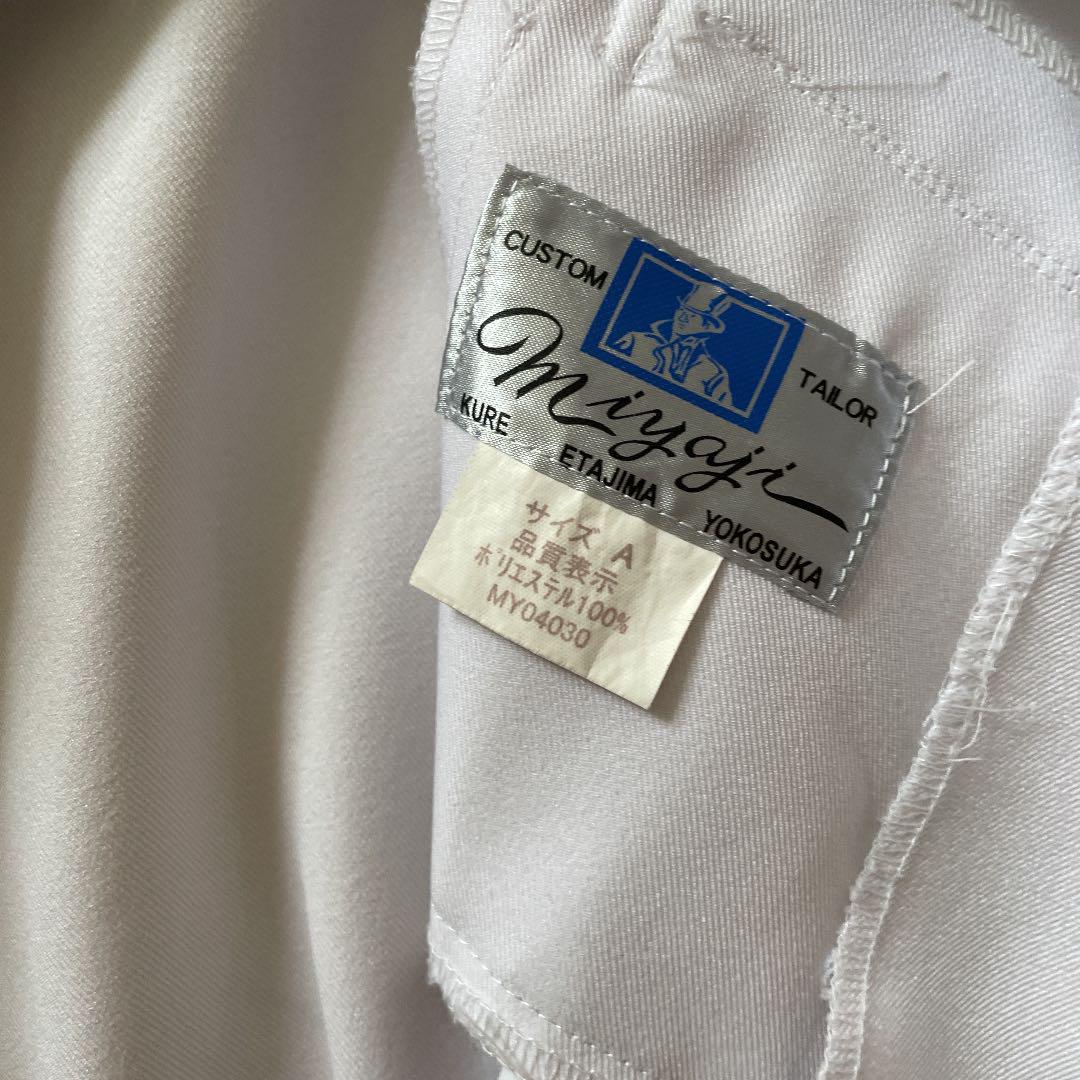 CUSTOM TAILOR
Miyaji
KURE ETAJIMA YOKOSUKA
サイズ A
品質表示
ポリエステル100%
MY04030